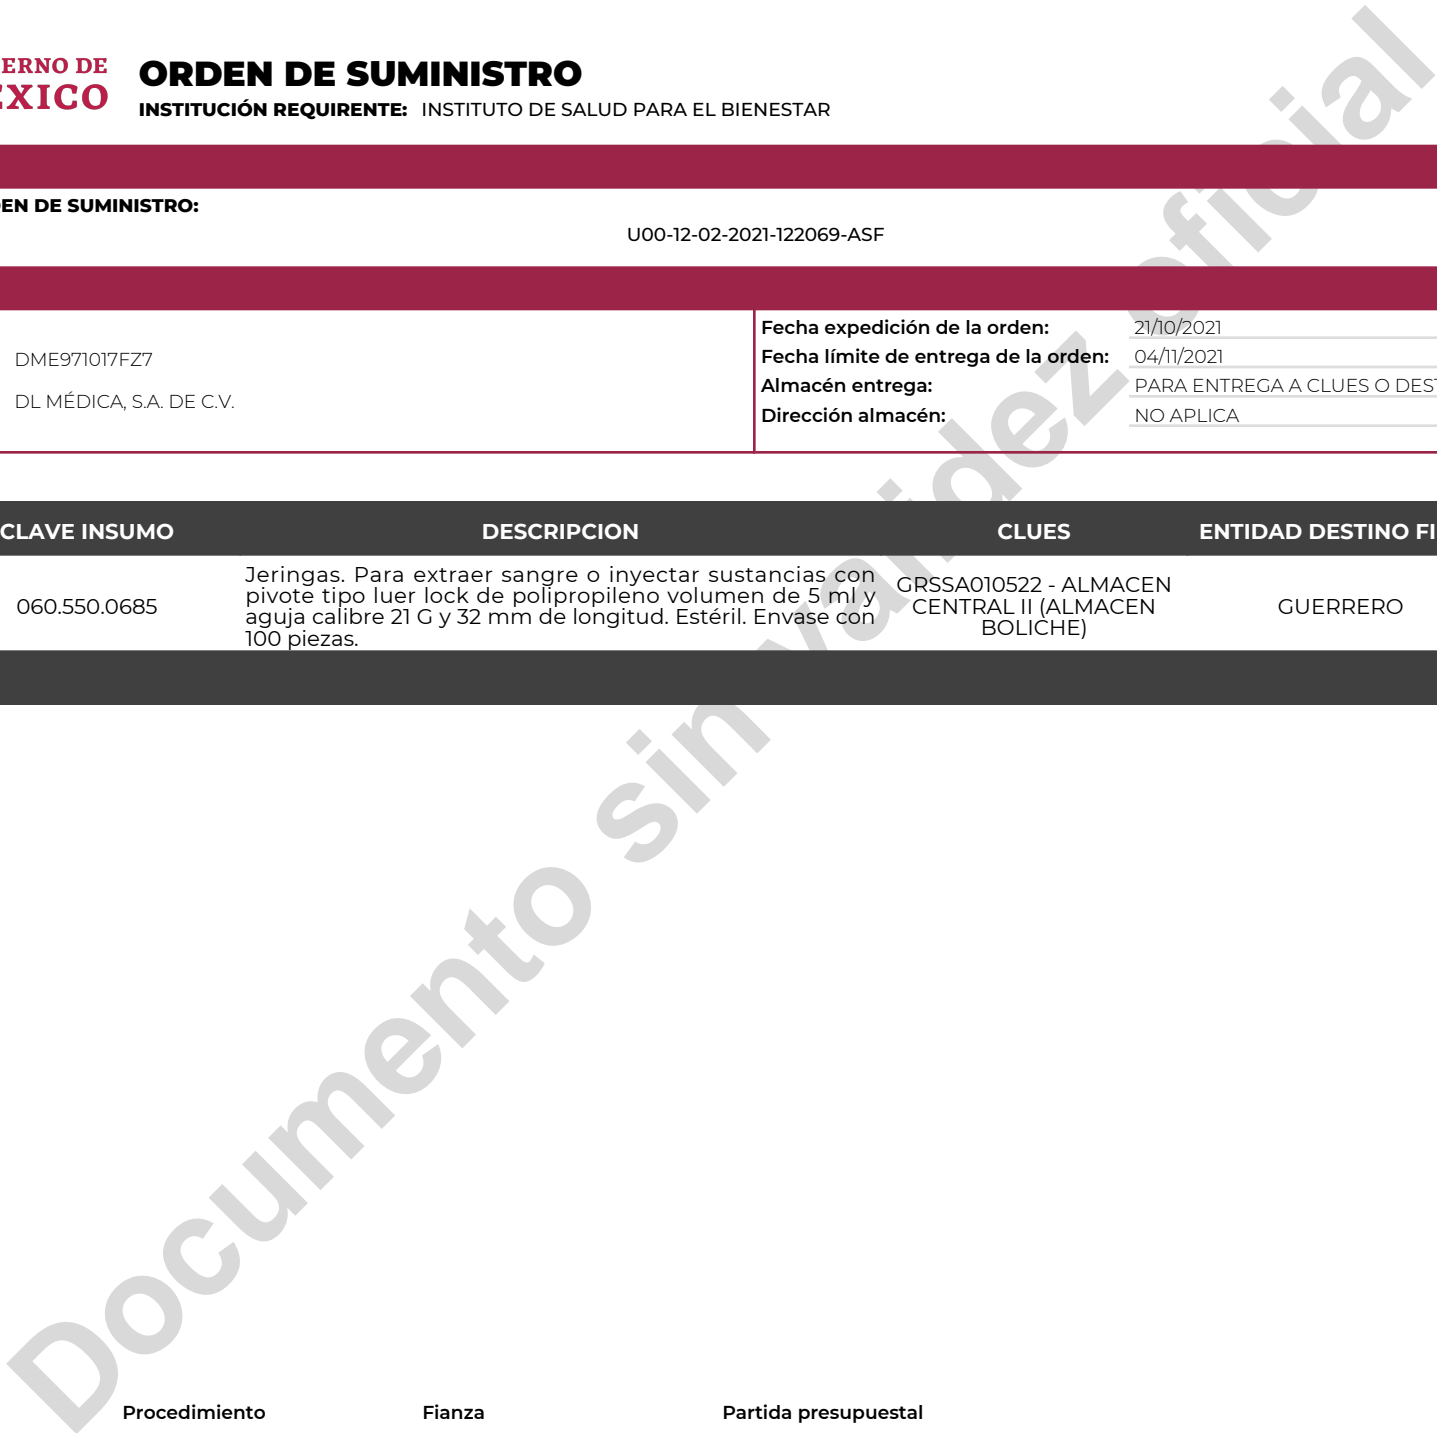 ERNO DE
ÉXICO
ORDEN DE SUMINISTRO
INSTITUCIÓN REQUIRENTE: INSTITUTO DE SALUD PARA EL BIENESTAR
EN DE SUMINISTRO:
U00-12-02-2021-122069-ASF
DME971017FZ7
DL MÉDICA, S.A. DE C.V.
Fecha expedición de la orden: 21/10/2021
Fecha límite de entrega de la orden: 04/11/2021
Almacén entrega: PARA ENTREGA A CLUES O DEST
Dirección almacén: NO APLICA
CLAVE INSUMO DESCRIPCION CLUES ENTIDAD DESTINO FI
060.550.0685
Jeringas. Para extraer sangre o inyectar sustancias con
pivote tipo luer lock de polipropileno volumen de 5 ml y
aguja calibre 21 G y 32 mm de longitud. Estéril. Envase con
100 piezas.
GRSSA010522 - ALMACEN
CENTRAL II (ALMACEN
BOLICHE)
GUERRERO
Documento sin validez oficial
Procedimiento Fianza Partida presupuestal